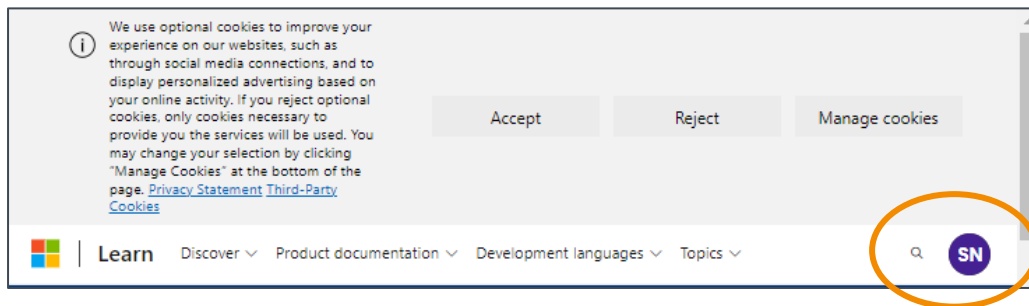 We use optional cookies to improve your
experience on our websites, such as
through social media connections, and to
display personalized advertising based on
your online activity. If you reject optional
cookies, only cookies necessary to
provide you the services will be used. You
may change your selection by clicking
"Manage Cookies" at the bottom of the
page. Privacy Statement Third-Party
Cookies
Accept Reject Manage cookies
Learn Discover Product documentation Development languages Topics SN